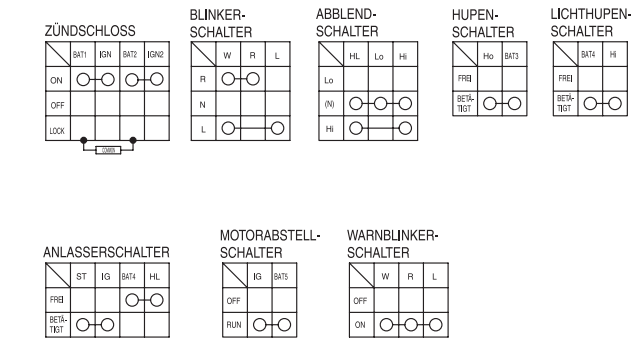 ZÜNDSCHLOSS
BAT1 IGN BAT2 IGN2
ON
OFF
LOCK
COMMON
BLINKER-
SCHALTER
W R L
R
N
L
ABBLEND-
SCHALTER
HL Lo Hi
Lo
(N)
Hi
HUPEN-
SCHALTER
Ho BAT3
FREI
BETÄ-
TIGT
LICHTHUPEN-
SCHALTER
BAT4 Hi
FREI
BETÄ-
TIGT
ANLASSERSCHALTER
ST IG BAT4 HL
FREI
BETÄ-
TIGT
MOTORABSTELL-
SCHALTER
IG BAT5
OFF
RUN
WARNBLINKER-
SCHALTER
W R L
OFF
ON